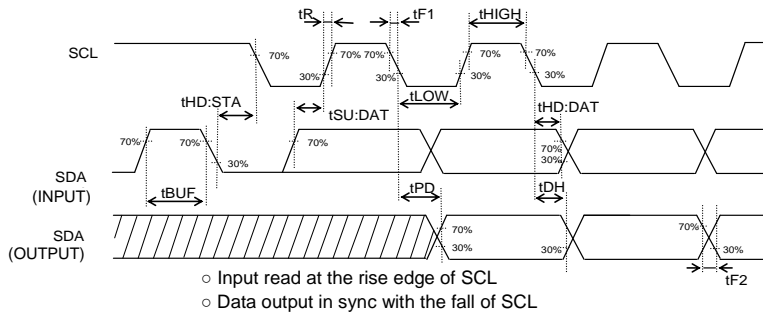 tR tF1 tHIGH
SCL 70% 70% 70% 70% 70%
30% 30% 30% 30%
tHD:STA tSU:DAT tLOW tHD:DAT
70% 70% 70% 70%
30% 30%
SDA
(INPUT)
tBUF tPD tDH
SDA
(OUTPUT)
70% 70%
30% 30% 30%
tF2
○ Input read at the rise edge of SCL
○ Data output in sync with the fall of SCL